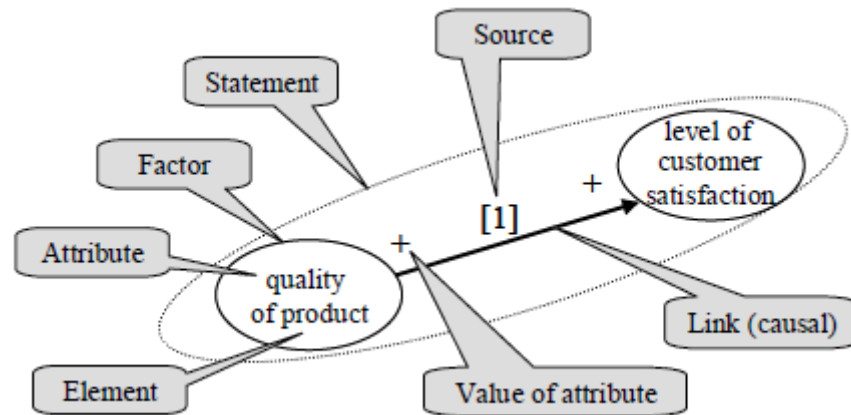 Source
Statement
level of
customer
satisfaction
Factor
+
[1]
Attribute
+
quality
of product
Link (causal)
Element
Value of attribute